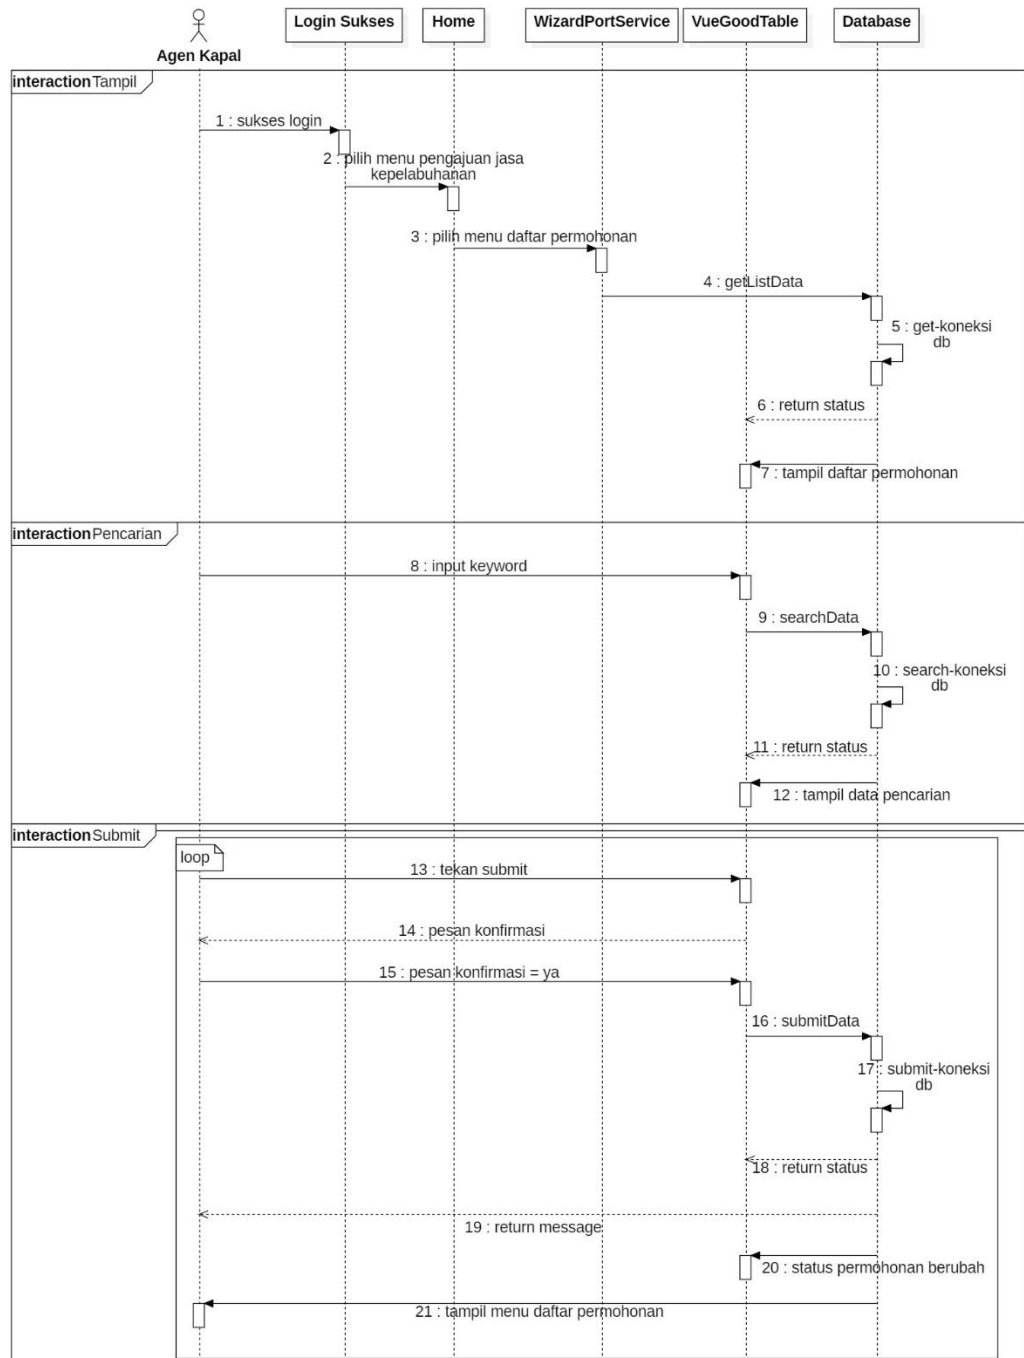 Login Sukses
Home
WizardPortService
VueGoodTable
Database
Agen Kapal
interaction Tampil
1 : sukses login
2 : pilih menu pengajuan jasa
kepelabuhanan
3 : pilih menu daftar permohonan
4 : getListData
5 : get-koneksi
db
6 : return status
7 : tampil daftar permohonan
interaction Pencarian
8 : input keyword
9 : searchData
10 : search-koneksi
db
11 : return status
12 : tampil data pencarian
interaction Submit
loop
13 : tekan submit
14 : pesan konfirmasi
15 : pesan konfirmasi = ya
16 : submitData
17 : submit-koneksi
db
18 : return status
19 : return message
20 : status permohonan berubah
21 : tampil menu daftar permohonan